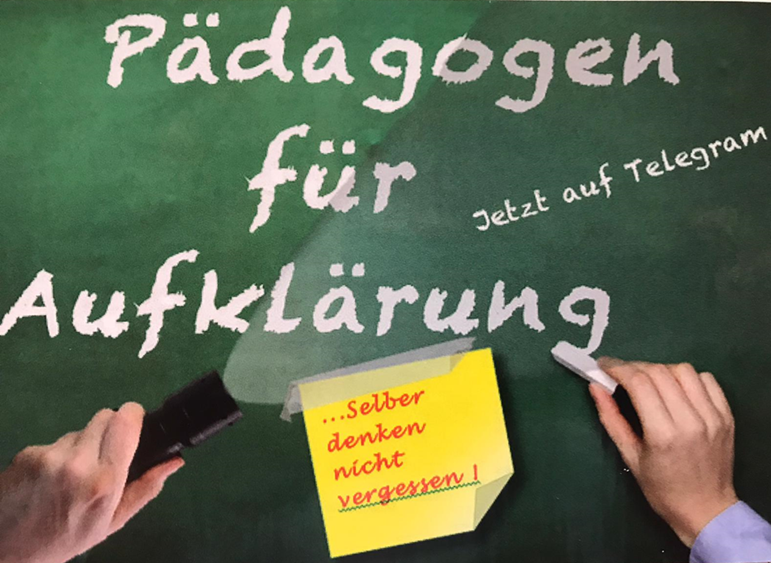 Pädagogen
für
Jetzt auf Telegram
Aufklärung
...Selber
denken
nicht
vergessen !